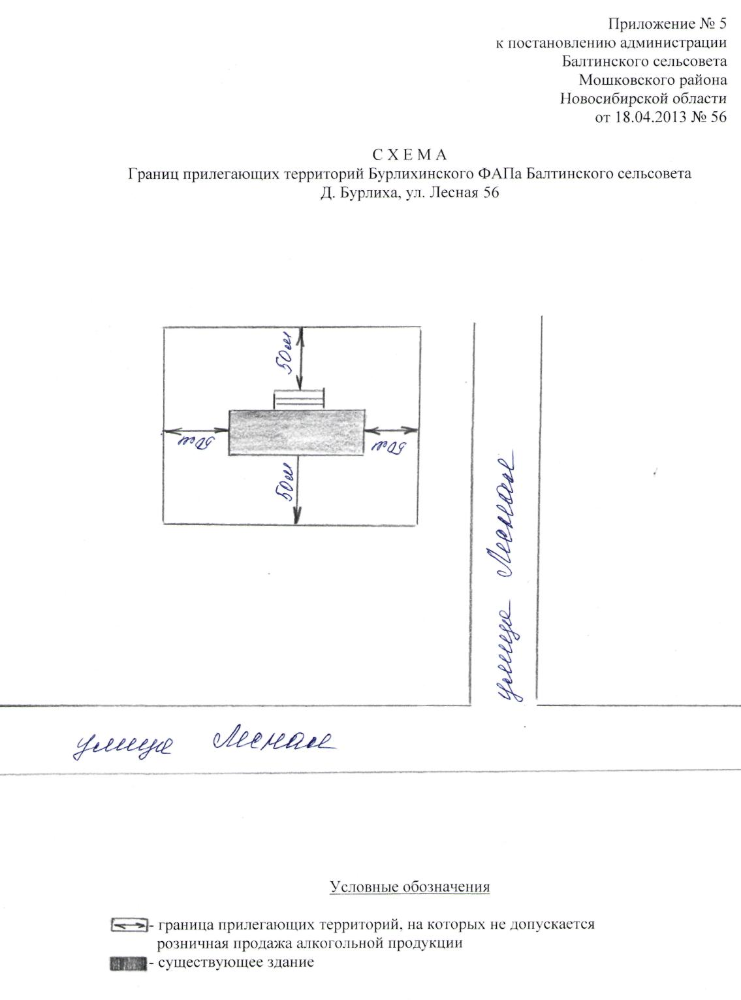 Приложение № 5
к постановлению администрации
Балтинского сельсовета
Мошковского района
Новосибирской области
от 18.04.2013 № 56
С Х Е М А
Границ прилегающих территорий Бурлихинского ФАПа Балтинского сельсовета
Д. Бурлиха, ул. Лесная 56
50м
50м
50м
50м
улица Лесная
улица Лесная
Условные обозначения
- граница прилегающих территорий, на которых не допускается
розничная продажа алкогольной продукции
- существующее здание